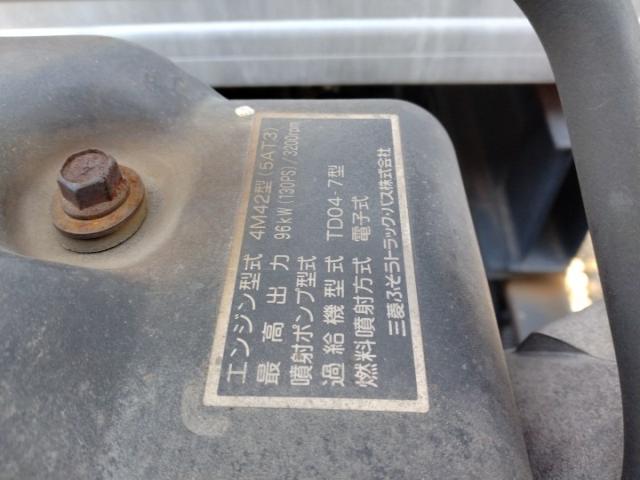 エンジン型式 4M42型(5AT3)
最高出力 96kW(130PS)/3200rpm
噴射ポンプ型式
過給機型式 TD04-7型
燃料噴射方式 電子式
三菱ふそうトラック・バス株式会社